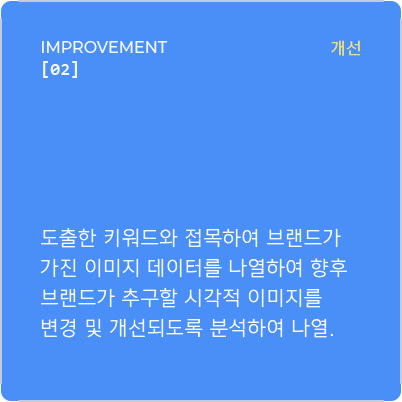 IMPROVEMENT 개선
[02]
도출한 키워드와 접목하여 브랜드가
가진 이미지 데이터를 나열하여 향후
브랜드가 추구할 시각적 이미지를
변경 및 개선되도록 분석하여 나열.